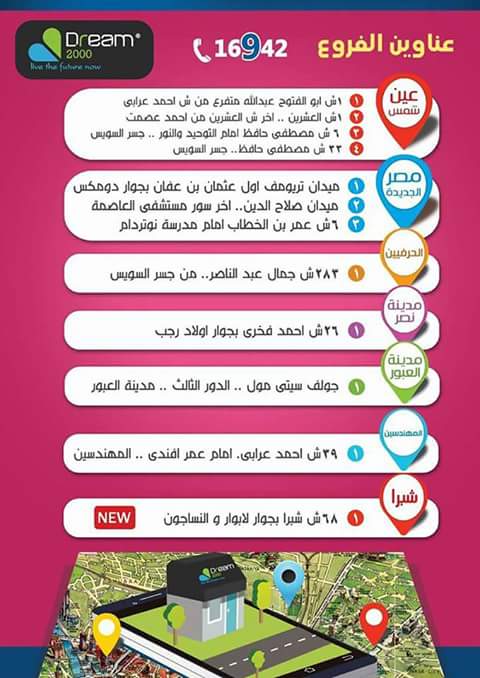 Dream®
2000
live the future now
16942
عناوين الفروع
عين
شمس
١ ١ش ابو الفتوح عبدالله متفرع من ش احمد عرابى
٢ ١ش العشرين .. اخر ش العشرين من احمد عصمت
٣ ٦ ش مصطفى حافظ امام التوحيد والنور .. جسر السويس
٤ ٣٣ ش مصطفى حافظ.. جسر السويس
مصر
الجديدة
١ ميدان تريومف اول عثمان بن عفان بجوار دومكس
٢ ميدان صلاح الدين.. اخر سور مستشفى العاصمة
٣ ٦ش عمر بن الخطاب امام مدرسة نوتردام
الحرفيين
١ ٢٨٣ش جمال عبد الناصر.. من جسر السويس
مدينة
نصر
١ ٢٦ش احمد فخرى بجوار اولاد رجب
مدينة
العبور
١ جولف سيتى مول .. الدور الثالث .. مدينة العبور
المهندسين
١ ٣٩ش احمد عرابى. امام عمر افندى .. المهندسين
شبرا
١ ٦٨ش شبرا بجوار لابوار و النساجون
NEW
Dream
2000